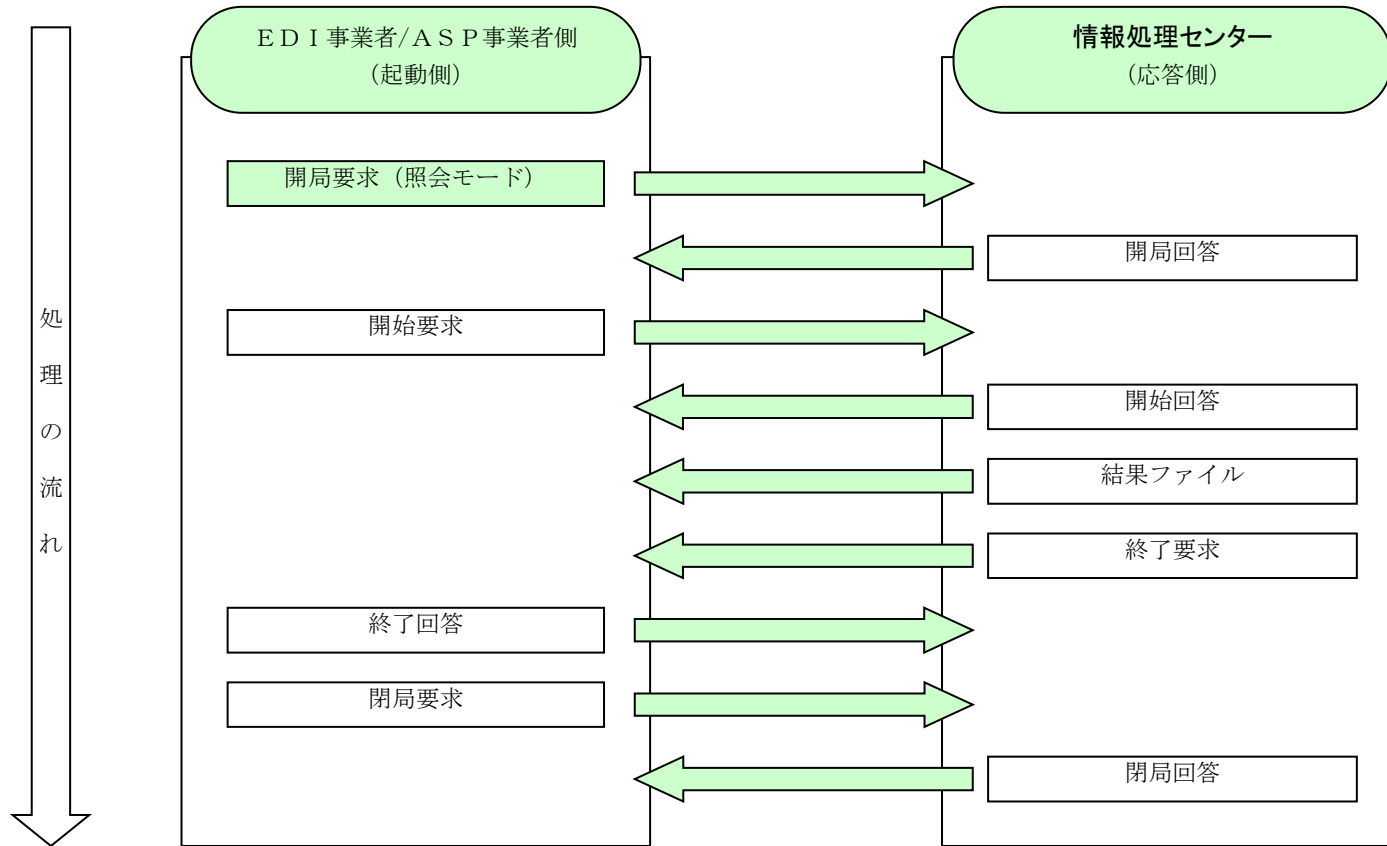 ＥＤＩ事業者/ＡＳＰ事業者側
（起動側）
情報処理センター
（応答側）
処理の流れ
開局要求（照会モード）
開局回答
開始要求
開始回答
結果ファイル
終了要求
終了回答
閉局要求
閉局回答